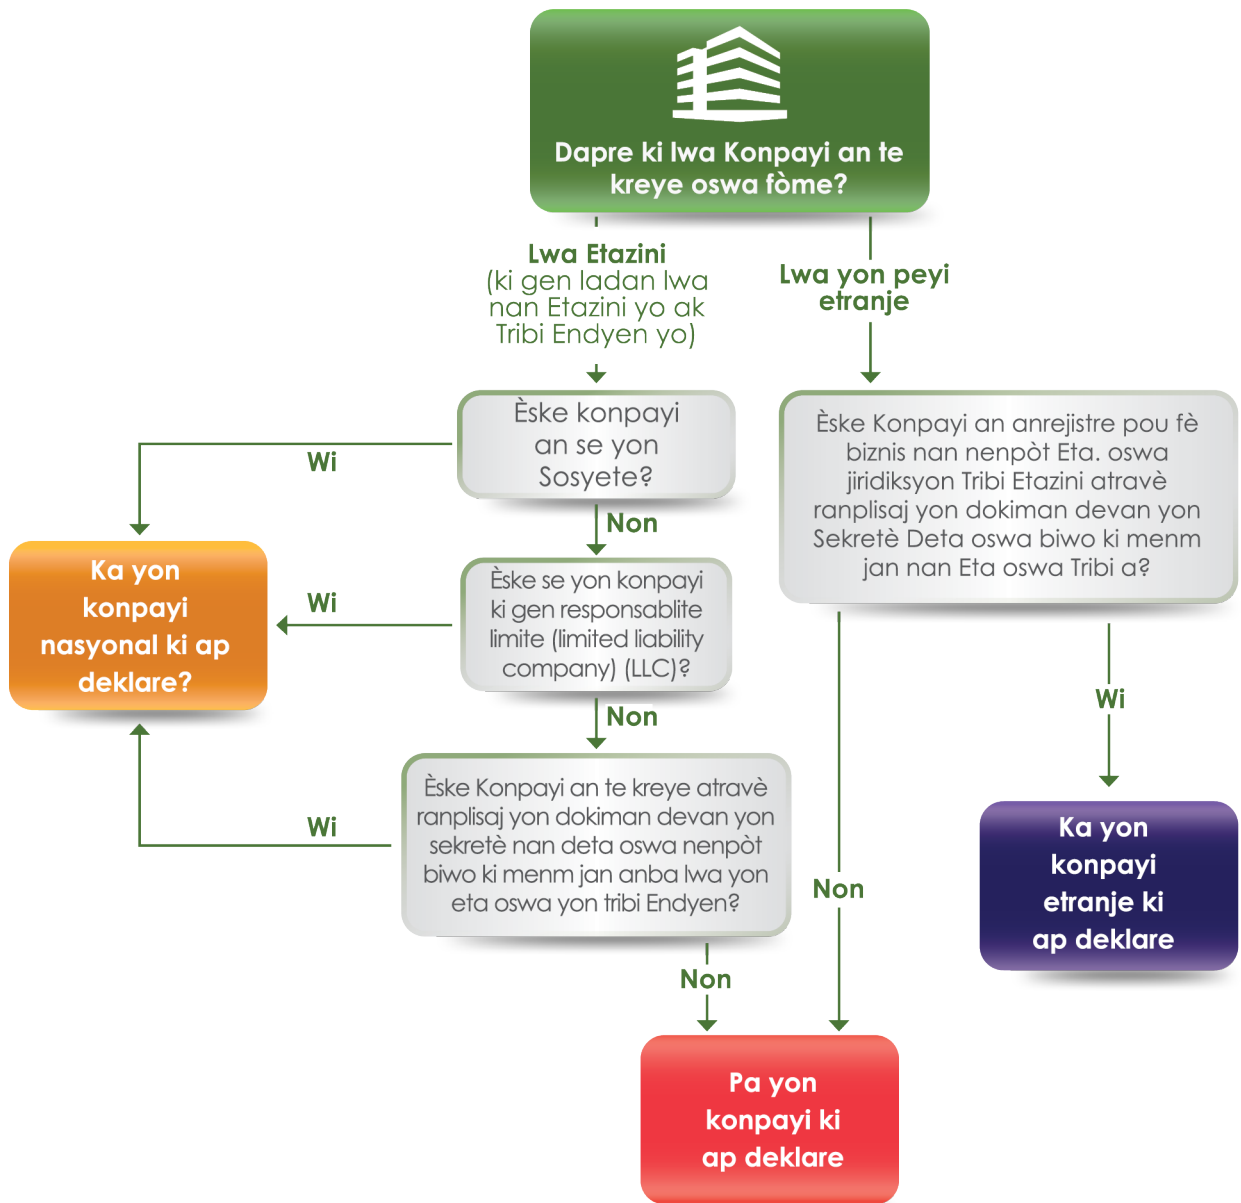 Dapre ki lwa Konpayi an te
kreye oswa fòme?
Lwa Etazini
(ki gen ladan lwa
nan Etazini yo ak
Tribi Endyen yo)
Lwa yon peyi
etranje
Èske konpayi
an se yon
Sosyete?
Wi
Non
Èske Konpayi an anrejistre pou fè
biznis nan nenpòt Eta. oswa
jiridiksyon Tribi Etazini atravè
ranplisaj yon dokiman devan yon
Sekretè Deta oswa biwo ki menm
jan nan Eta oswa Tribi a?
Ka yon
konpayi
nasyonal ki ap
deklare?
Wi
Èske se yon konpayi
ki gen responsablite
limite (limited liability
company) (LLC)?
Non
Wi
Wi
Èske Konpayi an te kreye atravè
ranplisaj yon dokiman devan yon
sekretè nan deta oswa nenpòt
biwo ki menm jan anba lwa yon
eta oswa yon tribi Endyen?
Non
Ka yon
konpayi
etranje ki
ap deklare
Non
Pa yon
konpayi ki
ap deklare